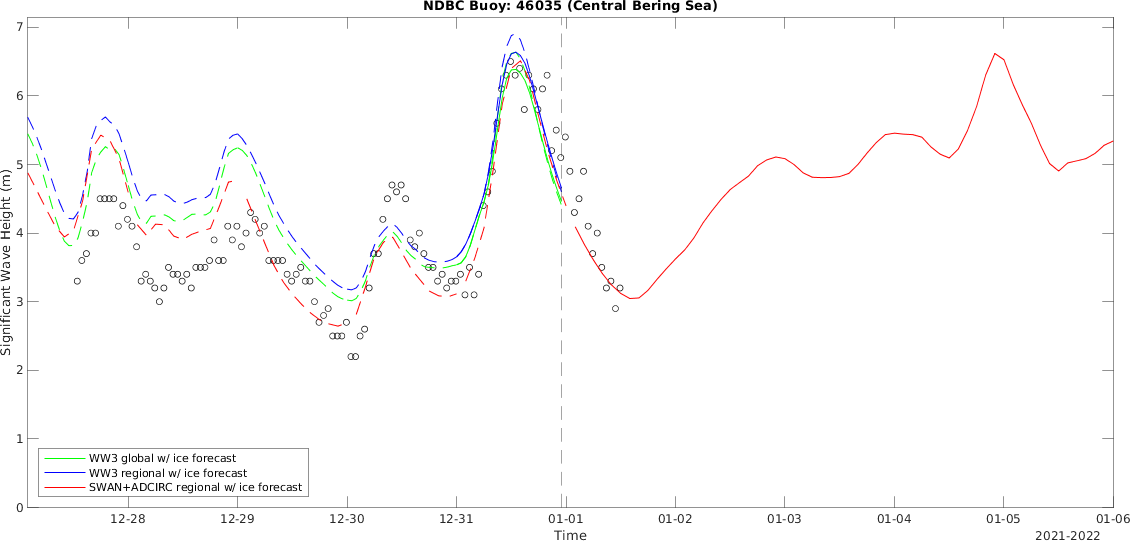 NDBC Buoy: 46035 (Central Bering Sea)
7
6
5
4
3
2
1
0
Significant Wave Height (m)
WW3 global w/ ice forecast
WW3 regional w/ ice forecast
SWAN+ADCIRC regional w/ ice forecast
12-28 12-29 12-30 12-31 01-01 01-02 01-03 01-04 01-05 01-06
Time
2021-2022